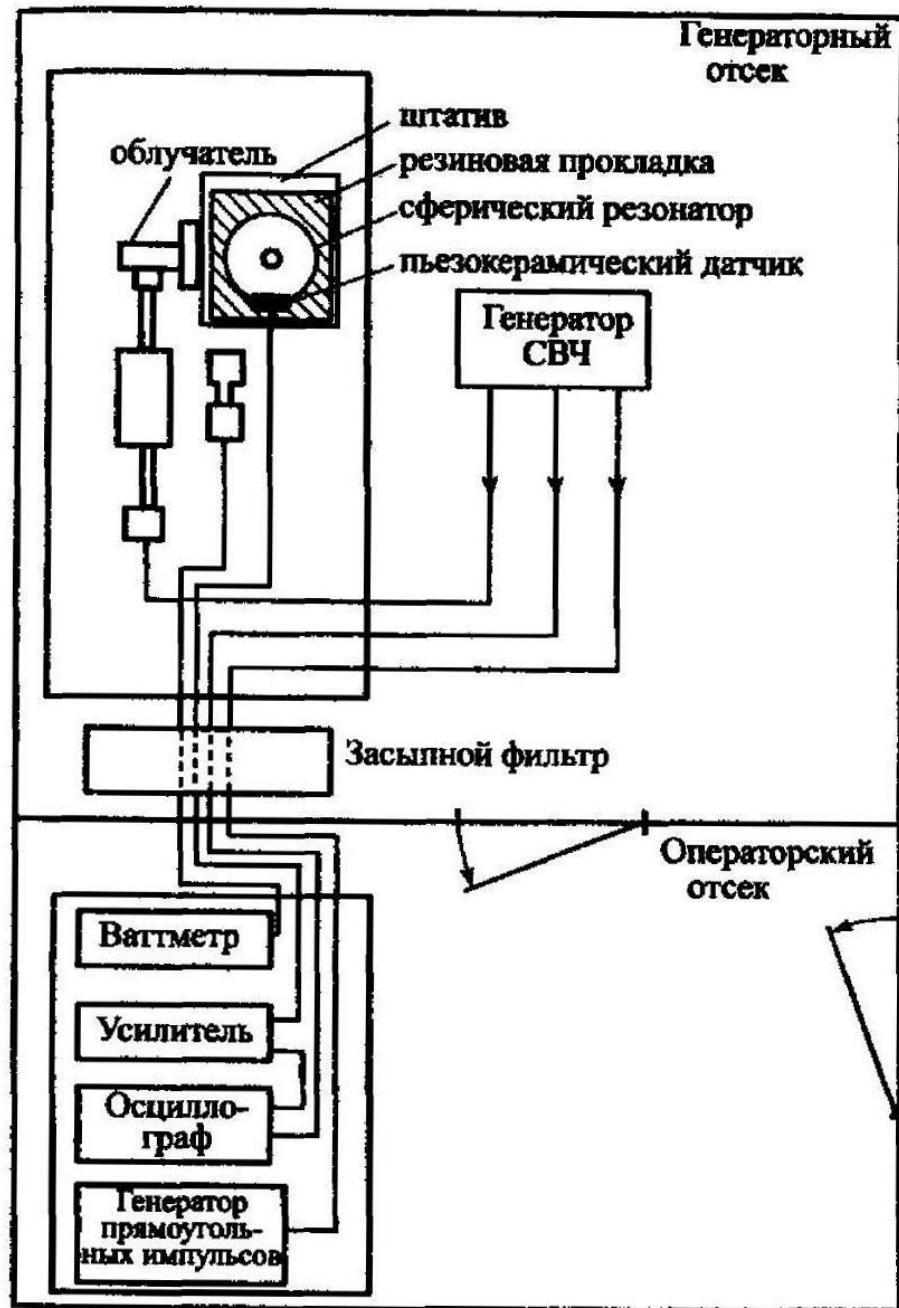 Генераторный
отсек
штатив
облучатель
резиновая прокладка
сферический резонатор
пьезокерамический датчик
Генератор
СВЧ
Засыпной фильтр
Операторский
отсек
Ваттметр
Усилитель
Осцилло-
граф
Генератор
прямоуголь-
ных импульсов